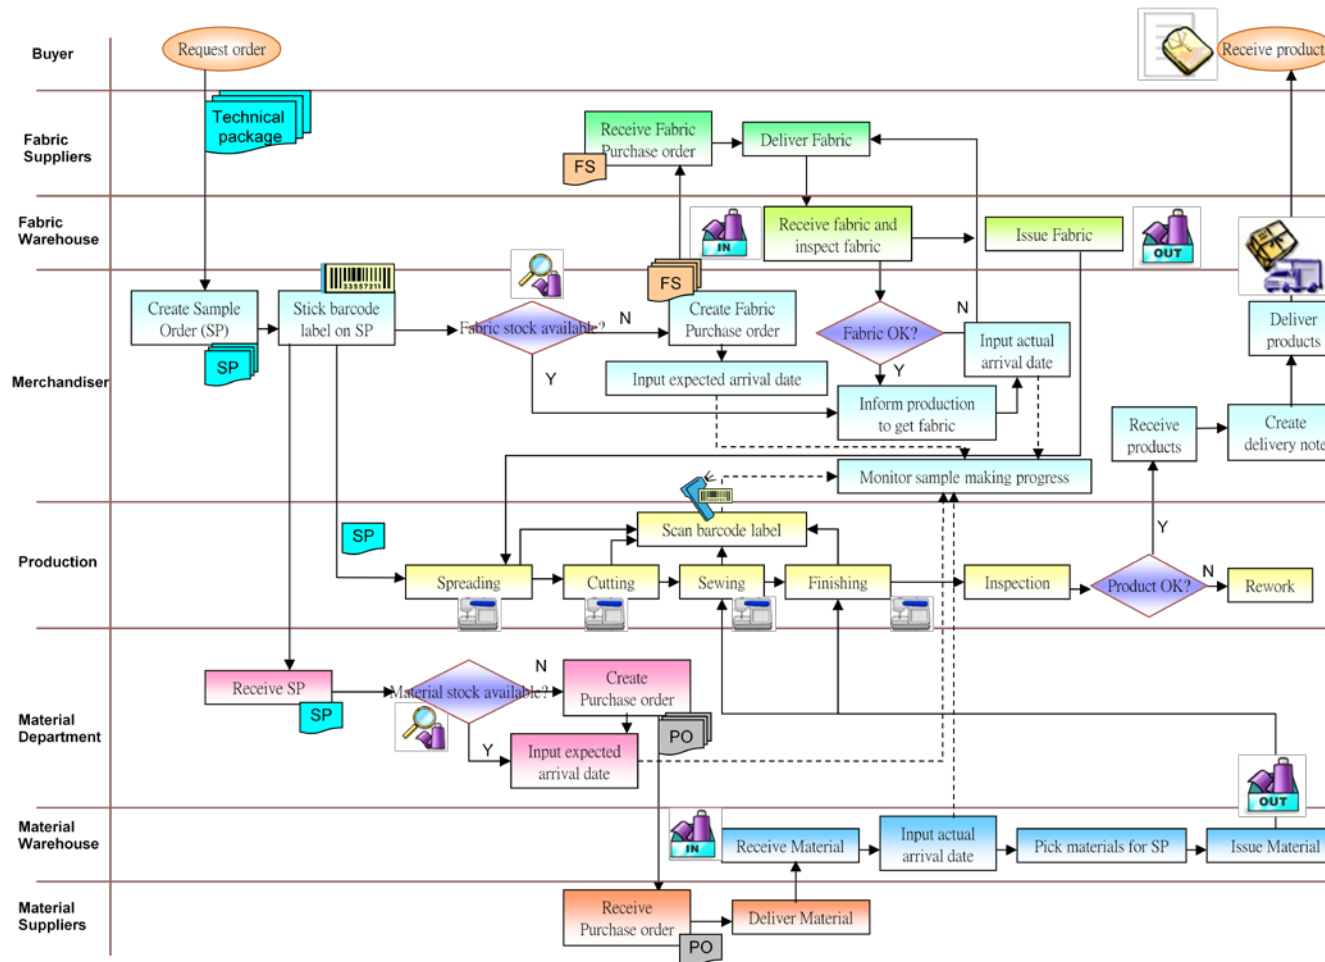 Buyer
Request order
Receive product
Technical
package
Fabric
Suppliers
Receive Fabric
Purchase order
FS
Deliver Fabric
Fabric
Warehouse
IN
Receive fabric and
inspect fabric
Issue Fabric
OUT
Merchandiser
Create Sample
Order (SP)
SP
33557211
Stick barcode
label on SP
Fabric stock available?
N
Y
FS
Create Fabric
Purchase order
Input expected arrival date
Fabric OK?
N
Y
Input actual
arrival date
Inform production
to get fabric
Monitor sample making progress
Receive
products
Create
delivery note
Deliver
products
Production
SP
Scan barcode label
Spreading
Cutting
Sewing
Finishing
Inspection
Product OK?
Y
N
Rework
Material
Department
Receive SP
SP
Material stock available?
N
Y
Create
Purchase order
PO
Input expected
arrival date
OUT
Material
Warehouse
IN
Receive Material
Input actual
arrival date
Pick materials for SP
Issue Material
Material
Suppliers
Receive
Purchase order
PO
Deliver Material